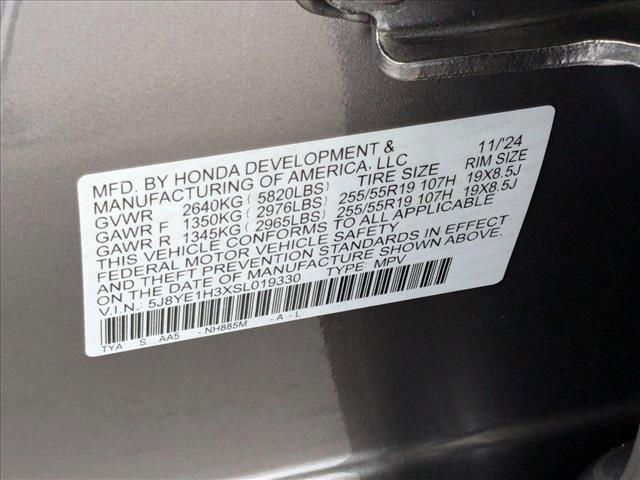 MFD. BY HONDA DEVELOPMENT & 11/'24
MANUFACTURING OF AMERICA, LLC TIRE SIZE RIM SIZE
GVWR 2640KG ( 5820LBS) 255/55R19 107H 19X8.5J
GAWR F 1350KG ( 2976LBS) 255/55R19 107H 19X8.5J
GAWR R 1345KG ( 2965LBS)
THIS VEHICLE CONFORMS TO ALL APPLICABLE
FEDERAL MOTOR VEHICLE SAFETY
AND THEFT PREVENTION STANDARDS IN EFFECT
ON THE DATE OF MANUFACTURE SHOWN ABOVE.
V.I.N.: 5J8YE1H3XSL019330 TYPE: MPV
TYA S AA5 - NH885M - A - L